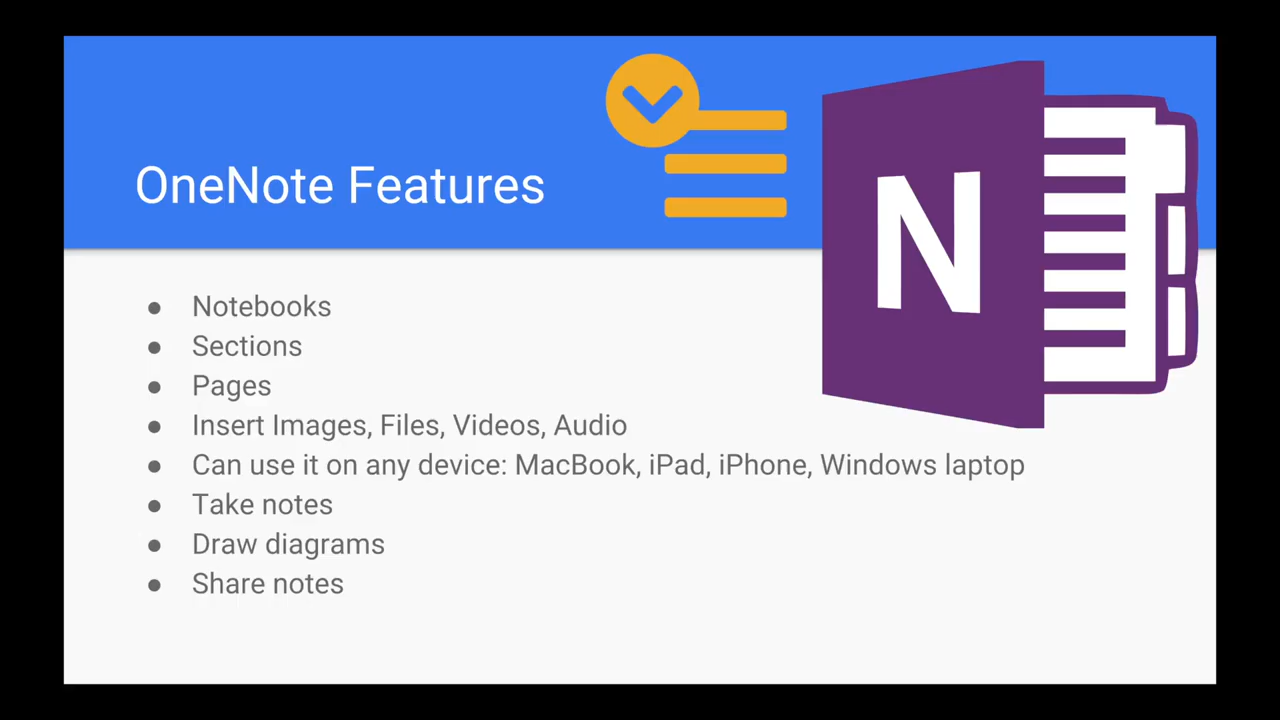 OneNote Features
N
● Notebooks
● Sections
● Pages
● Insert Images, Files, Videos, Audio
● Can use it on any device: MacBook, iPad, iPhone, Windows laptop
● Take notes
● Draw diagrams
● Share notes